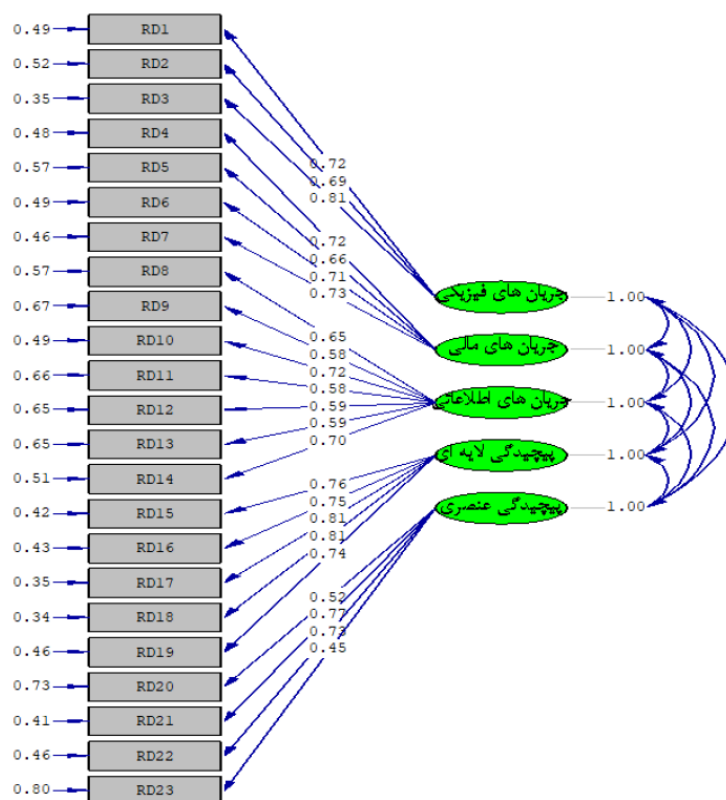 0.49 RD1
0.52 RD2
0.35 RD3
0.48 RD4
0.57 RD5
0.49 RD6
0.46 RD7
0.57 RD8
0.67 RD9
0.49 RD10
0.66 RD11
0.65 RD12
0.65 RD13
0.51 RD14
0.42 RD15
0.43 RD16
0.35 RD17
0.34 RD18
0.46 RD19
0.73 RD20
0.41 RD21
0.46 RD22
0.80 RD23
0.72
0.69
0.81
0.72
0.66
0.71
0.73
0.65
0.58
0.72
0.58
0.59
0.59
0.70
0.76
0.75
0.81
0.81
0.74
0.52
0.77
0.73
0.45
جریان های فیزیکی 1.00
جریان های مالی 1.00
جریان های اطلاعاتی 1.00
پیچیدگی لایه ای 1.00
پیچیدگی عنصری 1.00